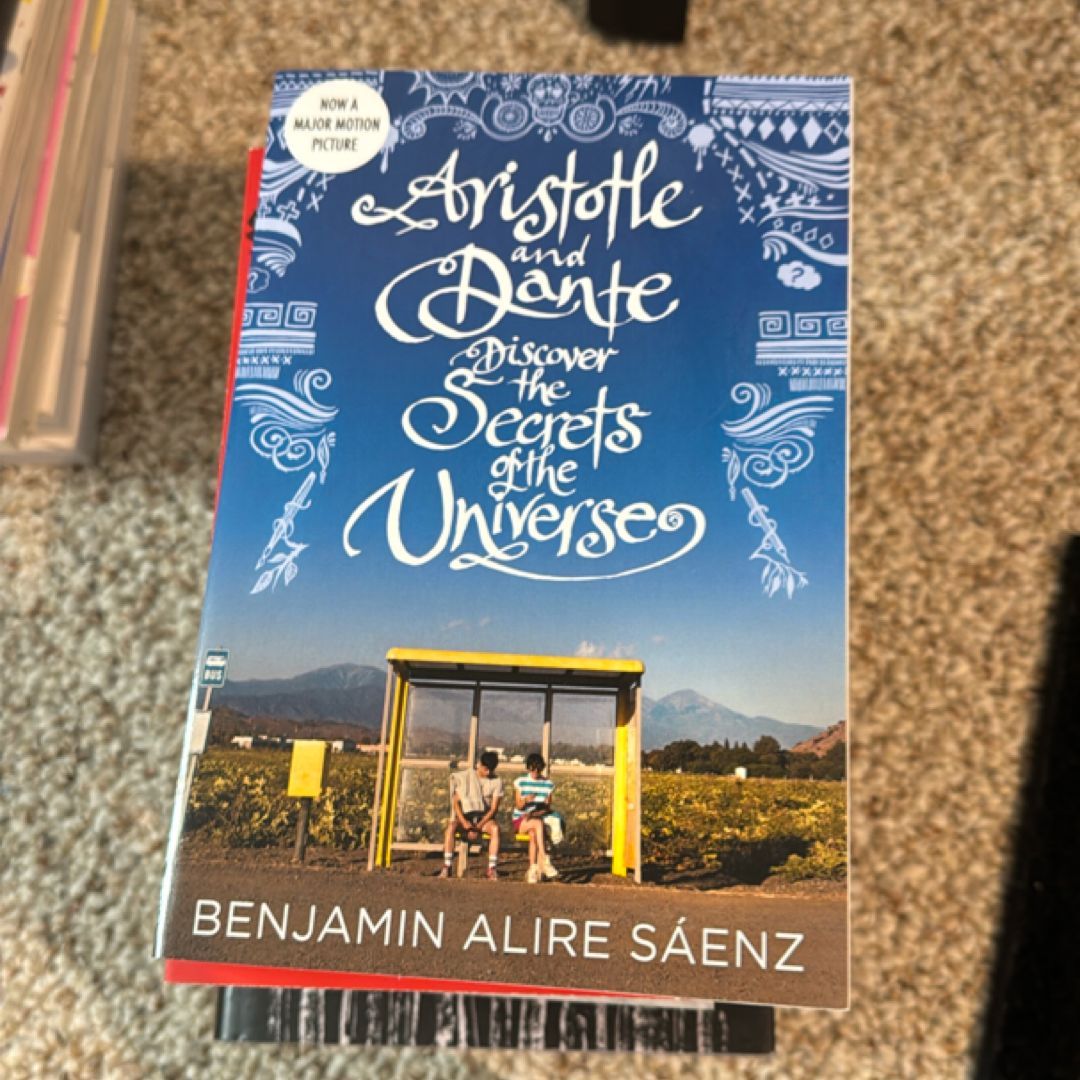 NOW A
MAJOR MOTION
PICTURE
Aristotle
and
Dante
Discover
the
Secrets
of the
Universe
?
BUS
BENJAMIN ALIRE SÁENZ